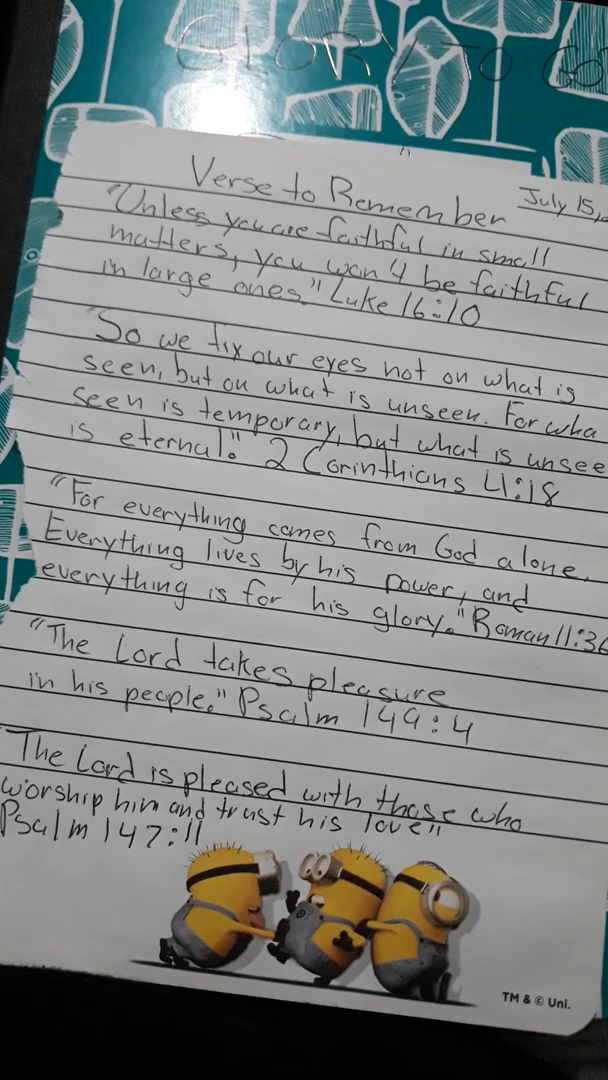 GLORY TO GO
Verse to Remember
July 15,
"Unless you are faithful in small
matters, you won't be faithful
in large ones." Luke 16:10
"So we fix our eyes not on what is
seen, but on what is unseen. For wha
seen is temporary, but what is unsee
is eternal." 2 Corinthians 4:18
"For everything comes from God alone.
Everything lives by his power, and
everything is for his glory." Roman 11:36
"The Lord takes pleasure
in his people." Psalm 149:4
"The Lord is pleased with those who
worship him and trust his love"
Psalm 147:11
TM & © Uni.